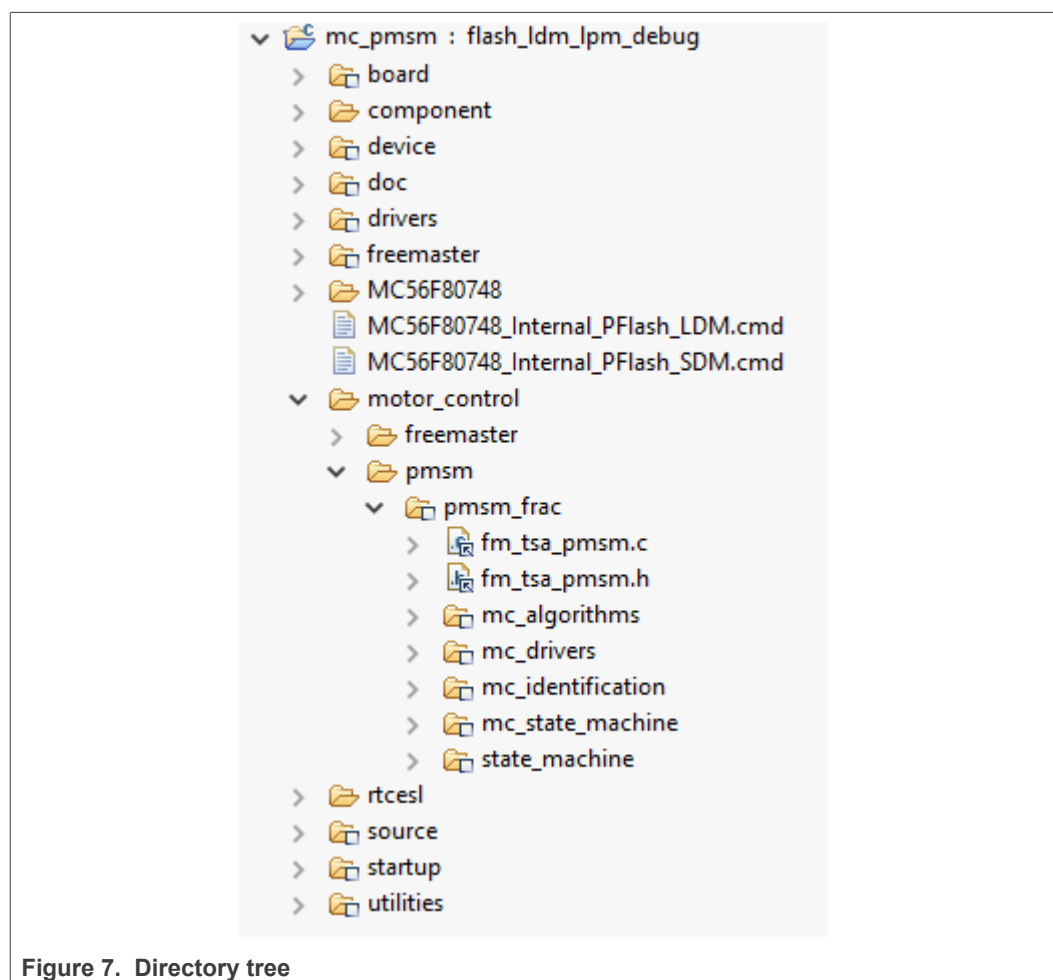 mc_pmsm : flash_ldm_lpm_debug
board
component
device
doc
drivers
freemaster
MC56F80748
MC56F80748_Internal_PFlash_LDM.cmd
MC56F80748_Internal_PFlash_SDM.cmd
motor_control
freemaster
pmsm
pmsm_frac
fm_tsa_pmsm.c
fm_tsa_pmsm.h
mc_algorithms
mc_drivers
mc_identification
mc_state_machine
state_machine
rtcesl
source
startup
utilities
Figure 7. Directory tree